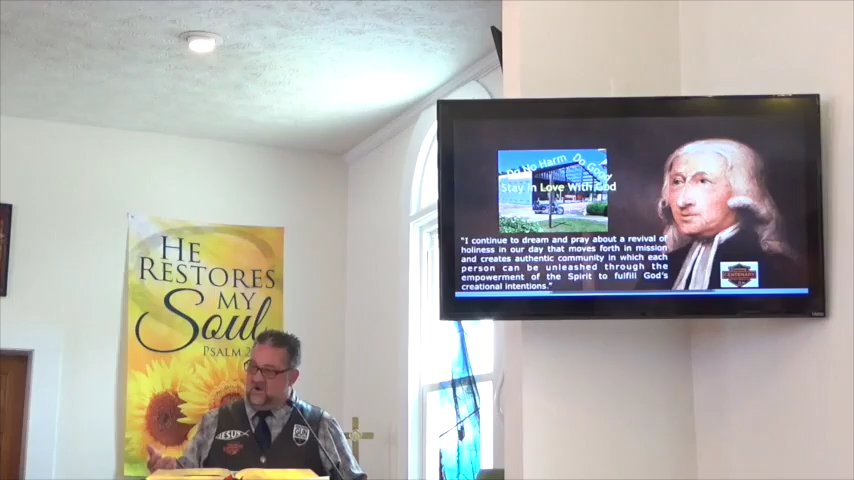 HE
RESTORES
MY
Soul
PSALM 2
Do No Harm Do Good
Stay In Love With God
"I continue to dream and pray about a revival of
holiness in our day that moves forth in mission
and creates authentic community in which each
person can be unleashed through the
empowerment of the Spirit to fulfill God's
creational intentions."
CENTENARY
JESUS